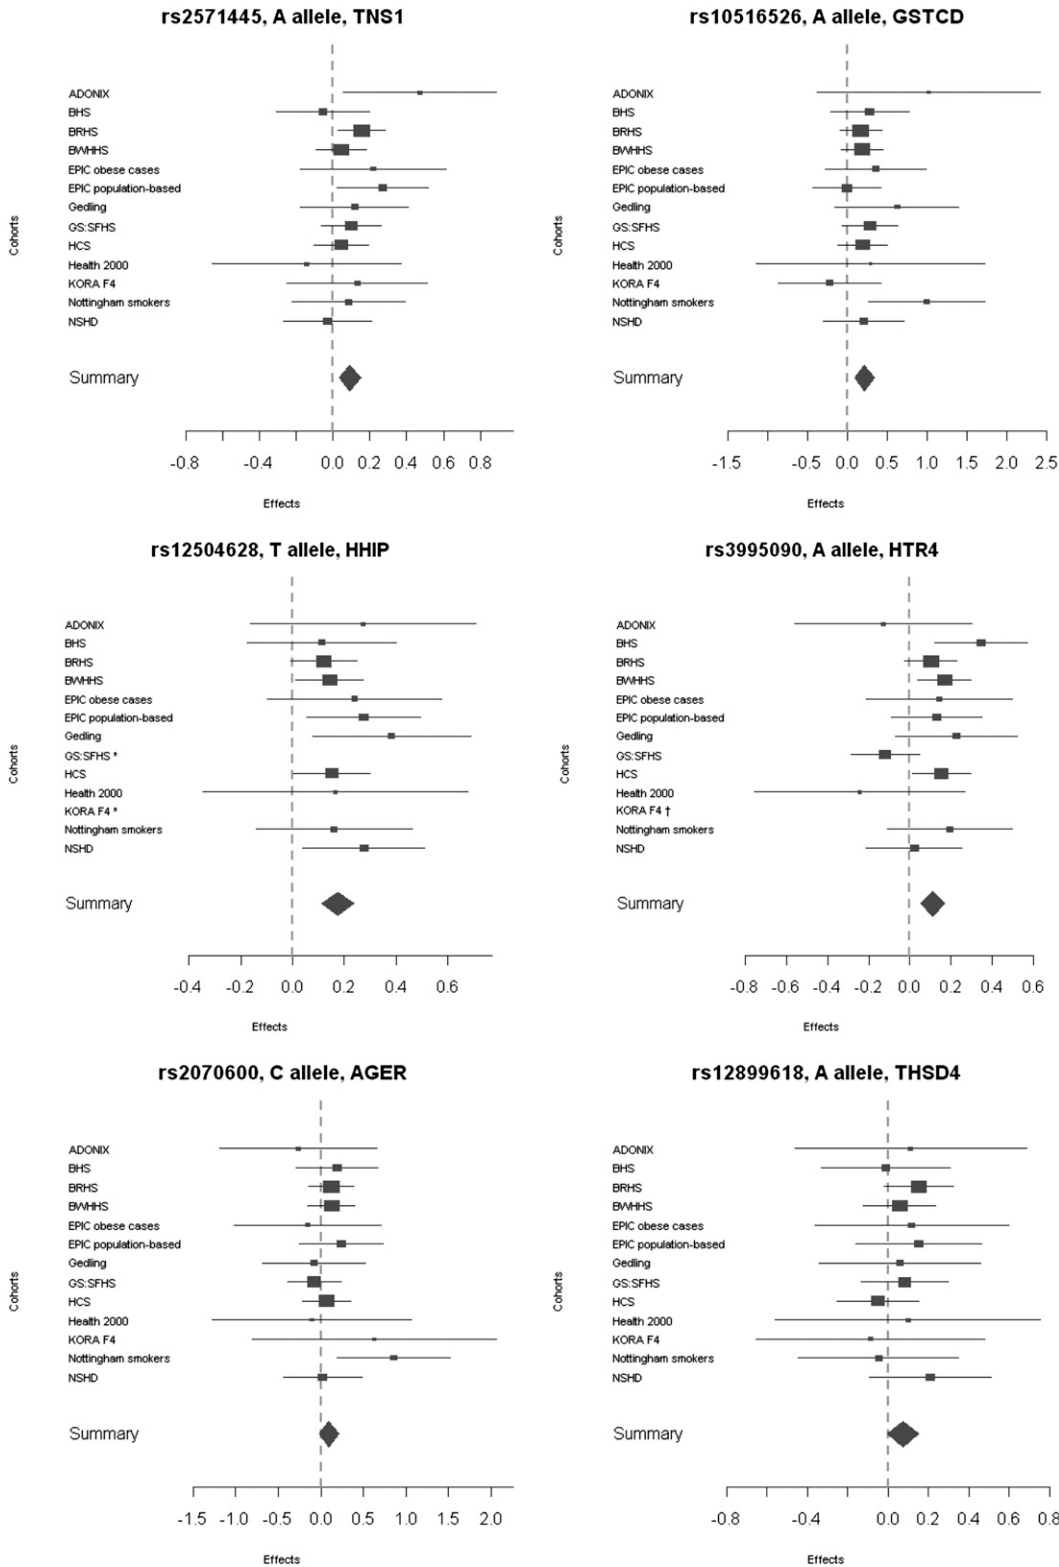 rs2571445, A allele, TNS1
Cohorts
ADONIX
BHS
BRHS
BWHHS
EPIC obese cases
EPIC population-based
Gedling
GS:SFHS
HCS
Health 2000
KORA F4
Nottingham smokers
NSHD
Summary
-0.8 -0.4 0.0 0.2 0.4 0.6 0.8
Effects
rs10516526, A allele, GSTCD
Cohorts
ADONIX
BHS
BRHS
BWHHS
EPIC obese cases
EPIC population-based
Gedling
GS:SFHS
HCS
Health 2000
KORA F4
Nottingham smokers
NSHD
Summary
-1.5 -0.5 0.0 0.5 1.0 1.5 2.0 2.5
Effects
rs12504628, T allele, HHIP
Cohorts
ADONIX
BHS
BRHS
BWHHS
EPIC obese cases
EPIC population-based
Gedling
GS:SFHS *
HCS
Health 2000
KORA F4 *
Nottingham smokers
NSHD
Summary
-0.4 -0.2 0.0 0.2 0.4 0.6
Effects
rs3995090, A allele, HTR4
Cohorts
ADONIX
BHS
BRHS
BWHHS
EPIC obese cases
EPIC population-based
Gedling
GS:SFHS
HCS
Health 2000
KORA F4 †
Nottingham smokers
NSHD
Summary
-0.8 -0.6 -0.4 -0.2 0.0 0.2 0.4 0.6
Effects
rs2070600, C allele, AGER
Cohorts
ADONIX
BHS
BRHS
BWHHS
EPIC obese cases
EPIC population-based
Gedling
GS:SFHS
HCS
Health 2000
KORA F4
Nottingham smokers
NSHD
Summary
-1.5 -1.0 -0.5 0.0 0.5 1.0 1.5 2.0
Effects
rs12899618, A allele, THSD4
Cohorts
ADONIX
BHS
BRHS
BWHHS
EPIC obese cases
EPIC population-based
Gedling
GS:SFHS
HCS
Health 2000
KORA F4
Nottingham smokers
NSHD
Summary
-0.8 -0.4 0.0 0.2 0.4 0.6 0.8
Effects